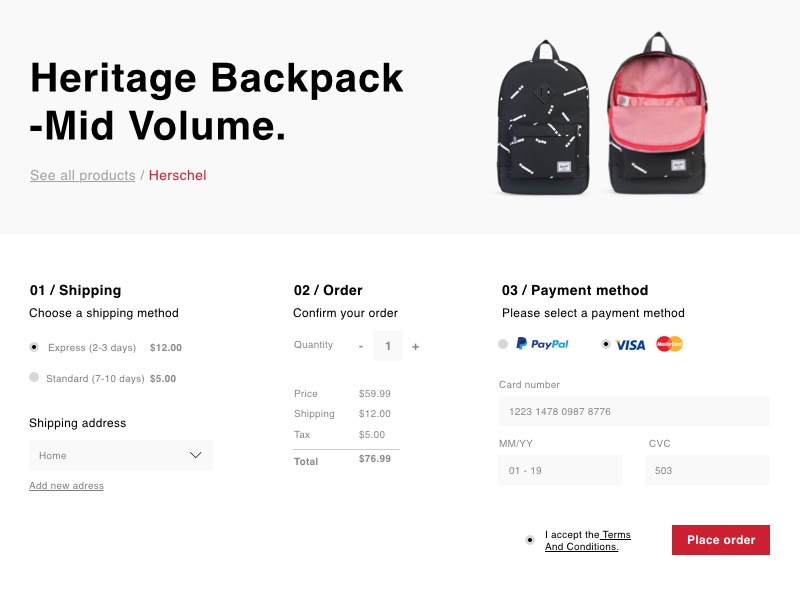 Heritage Backpack
-Mid Volume.
See all products / Herschel
01 / Shipping
Choose a shipping method
Express (2-3 days) $12.00
Standard (7-10 days) $5.00
Shipping address
Home
Add new adress
02 / Order
Confirm your order
Quantity - 1 +
Price $59.99
Shipping $12.00
Tax $5.00
Total $76.99
03 / Payment method
Please select a payment method
PayPal VISA MasterCard
Card number
1223 1478 0987 8776
MM/YY CVC
01 - 19 503
I accept the Terms
And Conditions.
Place order